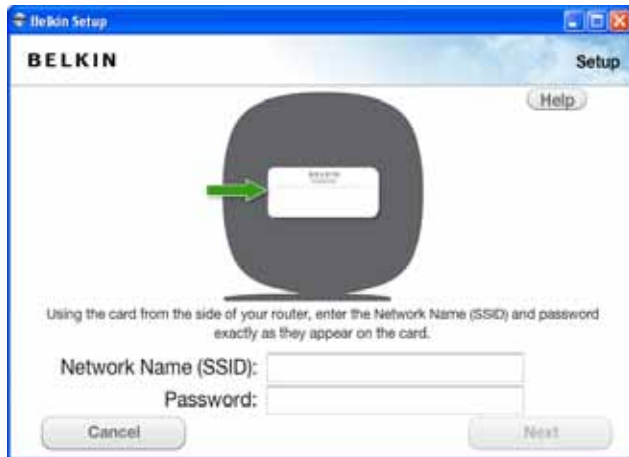 Belkin Setup
BELKIN
Setup
Help
BELKIN
Using the card from the side of your router, enter the Network Name (SSID) and password
exactly as they appear on the card.
Network Name (SSID):
Password:
Cancel
Next